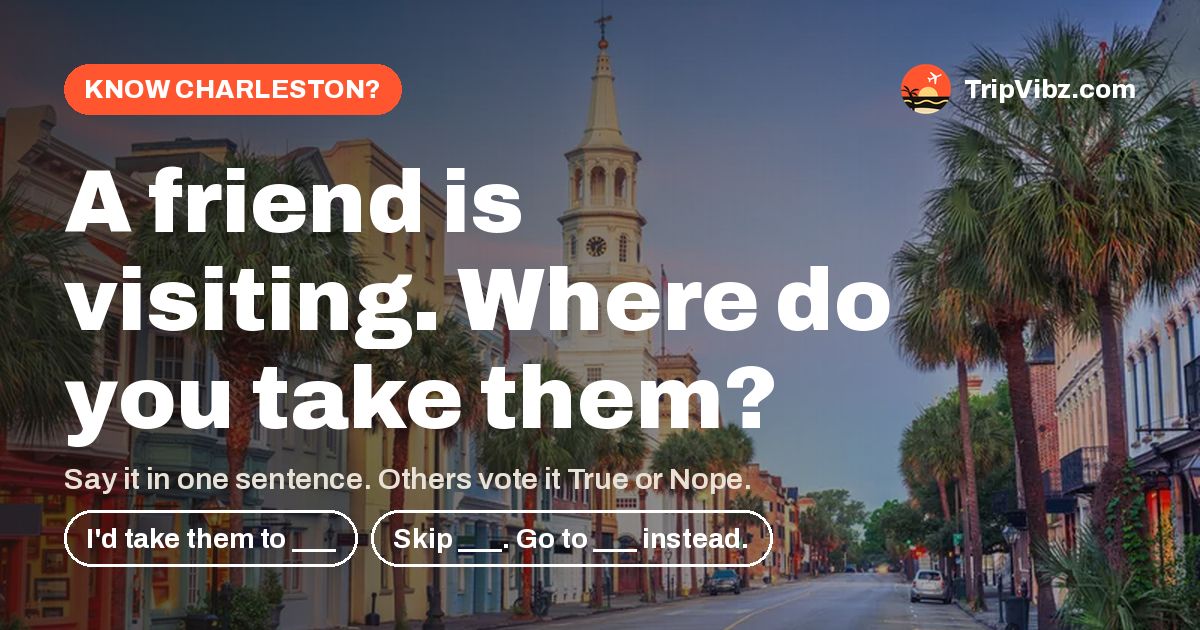 KNOW CHARLESTON?
TripVibz.com
A friend is
visiting. Where do
you take them?
Say it in one sentence. Others vote it True or Nope.
I'd take them to ___
Skip ___. Go to ___ instead.